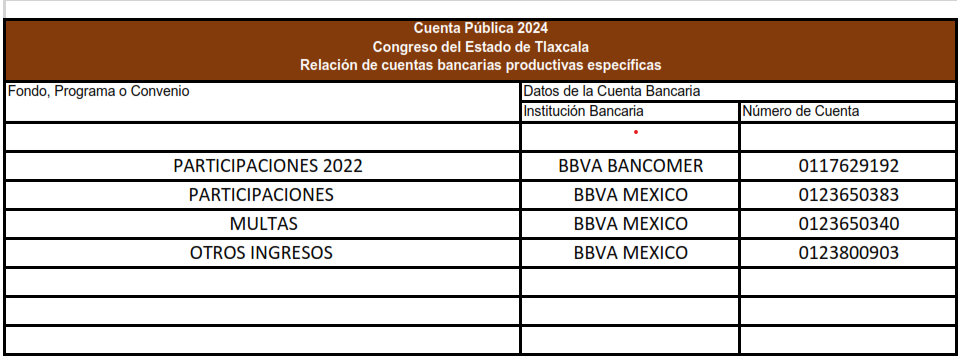 Cuenta Pública 2024
Congreso del Estado de Tlaxcala
Relación de cuentas bancarias productivas específicas
Fondo, Programa o Convenio Datos de la Cuenta Bancaria
Institución Bancaria Número de Cuenta
PARTICIPACIONES 2022 BBVA BANCOMER 0117629192
PARTICIPACIONES BBVA MEXICO 0123650383
MULTAS BBVA MEXICO 0123650340
OTROS INGRESOS BBVA MEXICO 0123800903